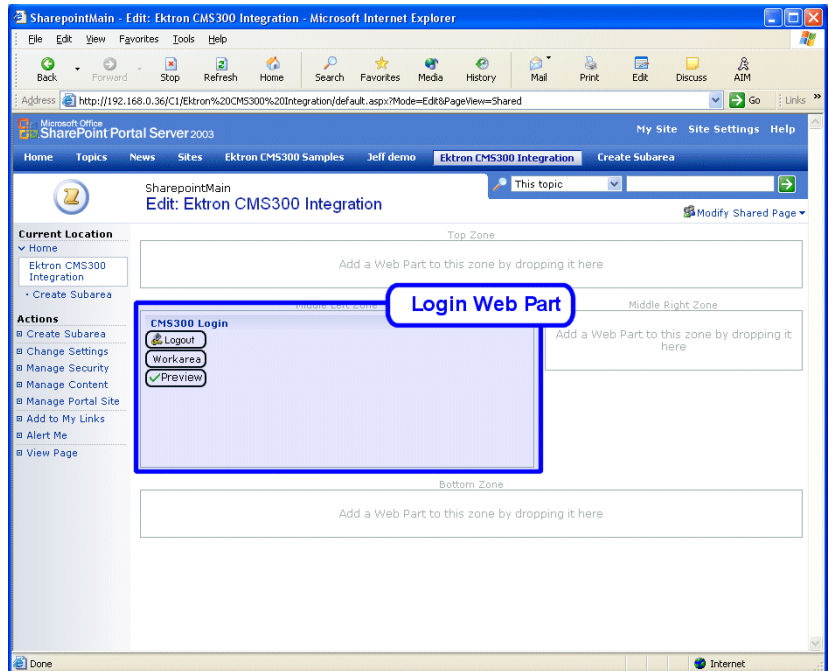 SharepointMain - Edit: Ektron CMS300 Integration - Microsoft Internet Explorer
File Edit View Favorites Tools Help
Back Forward Stop Refresh Home Search Favorites Media History Mail Print Edit Discuss AIM
Address http://192.168.0.36/C1/Ektron%20CMS300%20Integration/default.aspx?Mode=Edit&PageView=Shared Go Links »
Microsoft Office
SharePoint Portal Server 2003
My Site Site Settings Help
Home Topics News Sites Ektron CMS300 Samples Jeff demo Ektron CMS300 Integration Create Subarea
SharepointMain
Edit: Ektron CMS300 Integration
This topic
Modify Shared Page
Current Location
Home
Ektron CMS300
Integration
Create Subarea
Actions
Create Subarea
Change Settings
Manage Security
Manage Content
Manage Portal Site
Add to My Links
Alert Me
View Page
Top Zone
Add a Web Part to this zone by dropping it here
Middle Left Zone
Login Web Part
CMS300 Login
Logout
Workarea
Preview
Middle Right Zone
Add a Web Part to this zone by dropping it
here
Bottom Zone
Add a Web Part to this zone by dropping it here
Done
Internet